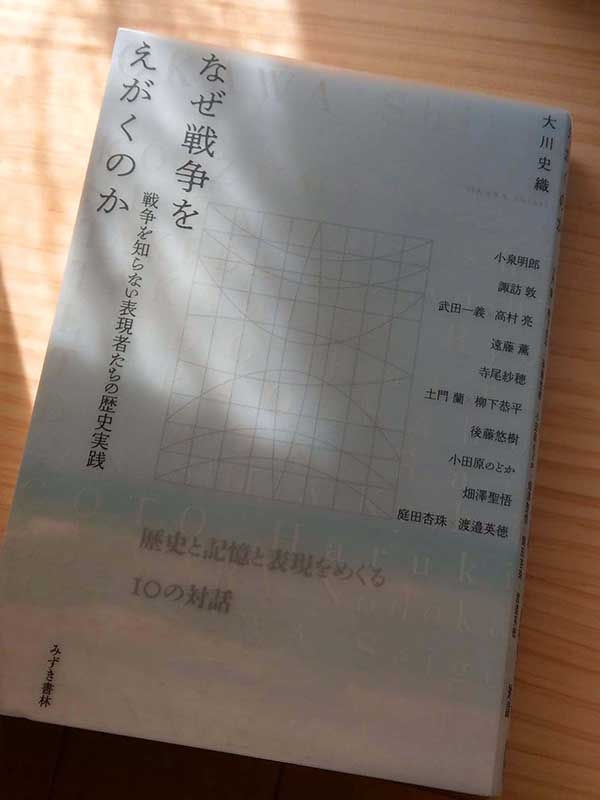 なぜ戦争を
えがくのか
戦争を知らない表現者たちの歴史実践
大川史織
小泉明郎
諏訪 敦
武田一義 高村 亮
遠藤 薫
寺尾紗穂
土門 蘭 柳下恭平
後藤悠樹
小田原のどか
畑澤聖悟
庭田杏珠 渡邉英徳
歴史と記憶と表現をめぐる
10の対話
みずき書林